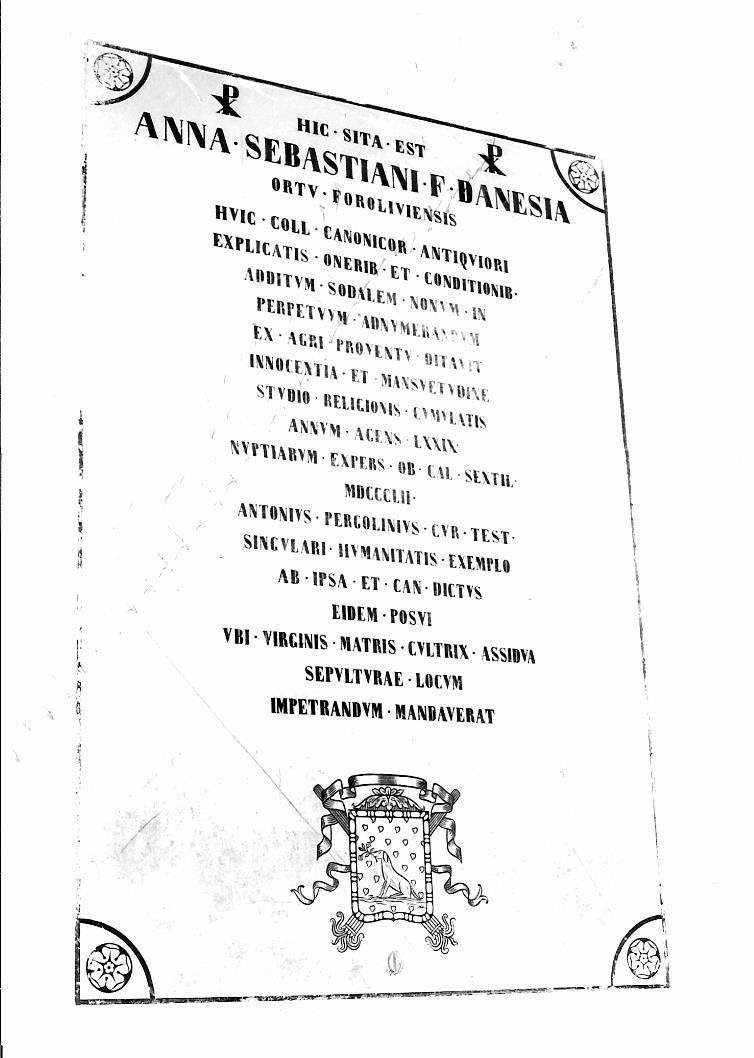 HIC · SITA · EST
ANNA · SEBASTIANI · F · DANESIA
ORTV · FOROLIVIENSIS
HVIC · COLL · CANONICOR · ANTIQVIORI
EXPLICATIS · ONERIB · ET · CONDITIONIB ·
ADDITVM · SODALEM · NONVM · IN
PERPETVVM · ADNVMERANDVM
EX · AGRI · PROVENTV · DITAVIT
INNOCENTIA · ET · MANSVETVDINE
STVDIO · RELIGIONIS · CVMVLATIS
ANNVM · AGENS · LXXIX ·
NVPTIARVM · EXPERS · OB · CAL · SEXTIL ·
MDCCCLII ·
ANTONIVS · PERGOLINIVS · CVR · TEST ·
SINGVLARI · HVMANITATIS · EXEMPLO
AB · IPSA · ET · CAN · DICTVS
EIDEM · POSVI
VBI · VIRGINIS · MATRIS · CVLTRIX · ASSIDVA
SEPVLTVRAE · LOCVM
IMPETRANDVM · MANDAVERAT